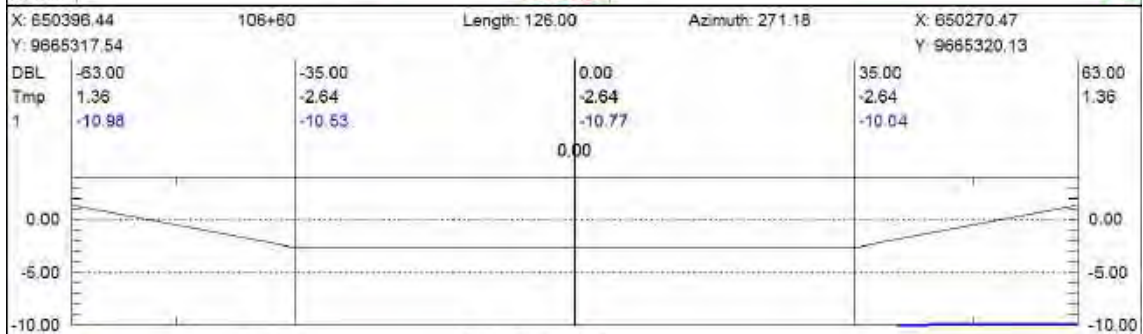 X: 650396.44 106+60 Length: 126.00 Azimuth: 271.18 X: 650270.47
Y: 9665317.54 Y: 9665320.13
DBL -63.00 -35.00 0.00 35.00 63.00
Tmp 1.36 -2.64 -2.64 -2.64 1.36
1 -10.98 -10.53 -10.77 -10.04
0.00
0.00 0.00
-5.00 -5.00
-10.00 -10.00